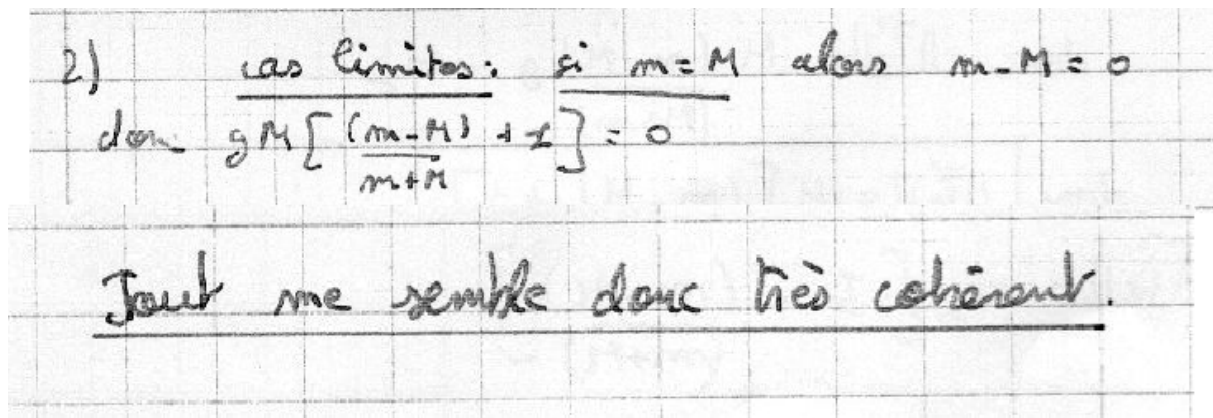 2) cas limites : si m = M alors m - M = 0
donc gM [ (m - M) / m + M + 1 ] = 0
Tout me semble donc très cohérent.